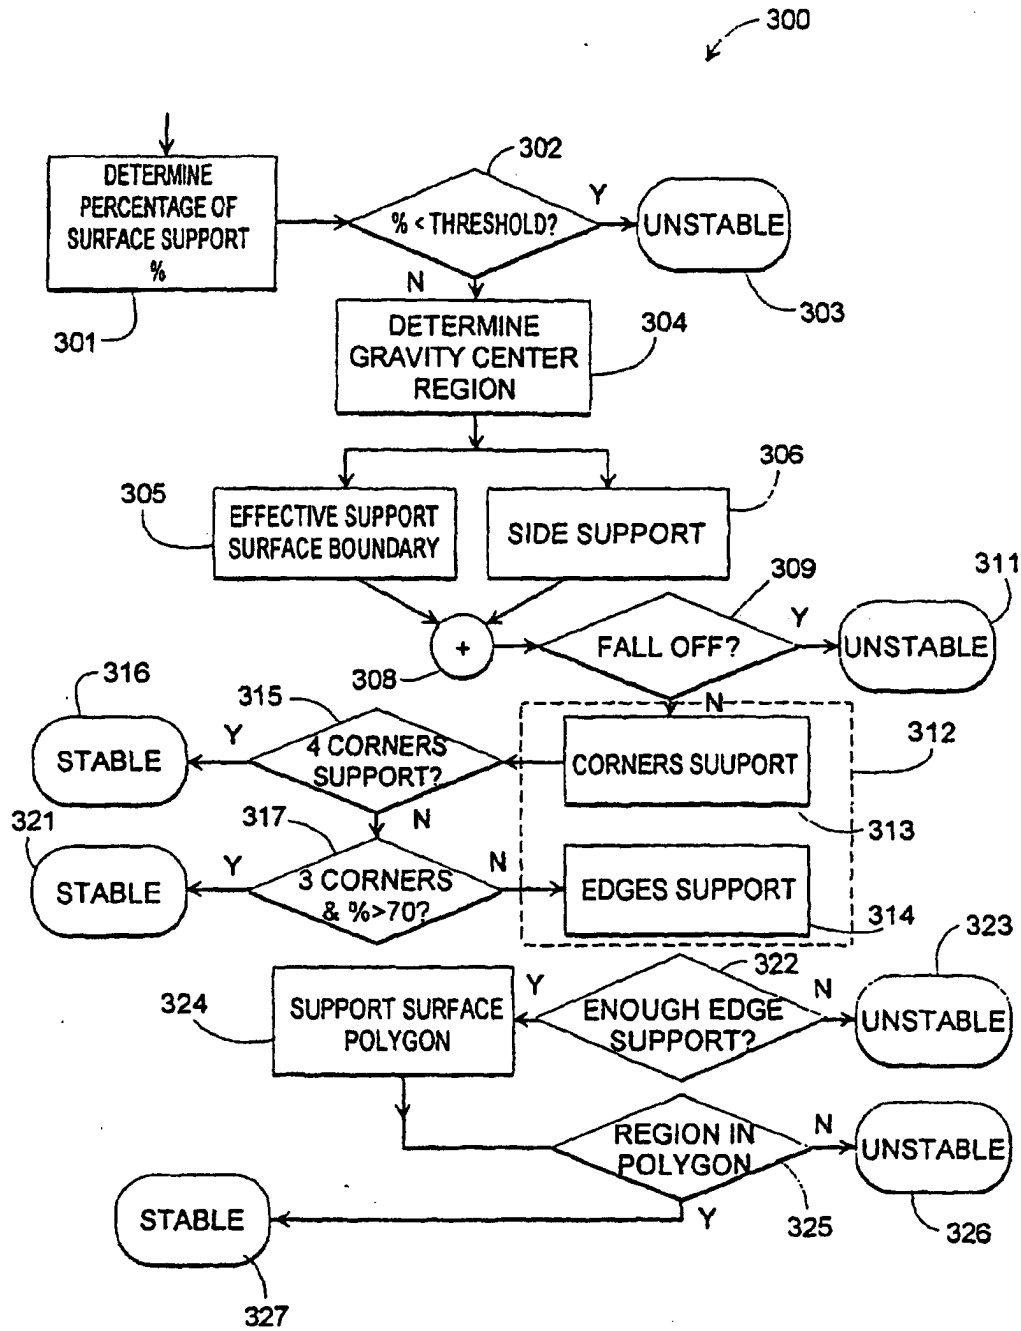 300
302
DETERMINE
PERCENTAGE OF
SURFACE SUPPORT
%
% < THRESHOLD?
Y
UNSTABLE
N
301
303
DETERMINE
GRAVITY CENTER
REGION
304
305
306
EFFECTIVE SUPPORT
SURFACE BOUNDARY
SIDE SUPPORT
309
311
+
308
FALL OFF?
Y
UNSTABLE
N
316
315
312
STABLE
Y
4 CORNERS
SUPPORT?
CORNERS SUUPORT
N
313
321
317
STABLE
Y
3 CORNERS
& %>70?
N
EDGES SUPPORT
314
322
323
324
SUPPORT SURFACE
POLYGON
Y
ENOUGH EDGE
SUPPORT?
N
UNSTABLE
REGION IN
POLYGON
N
UNSTABLE
325
326
Y
STABLE
327